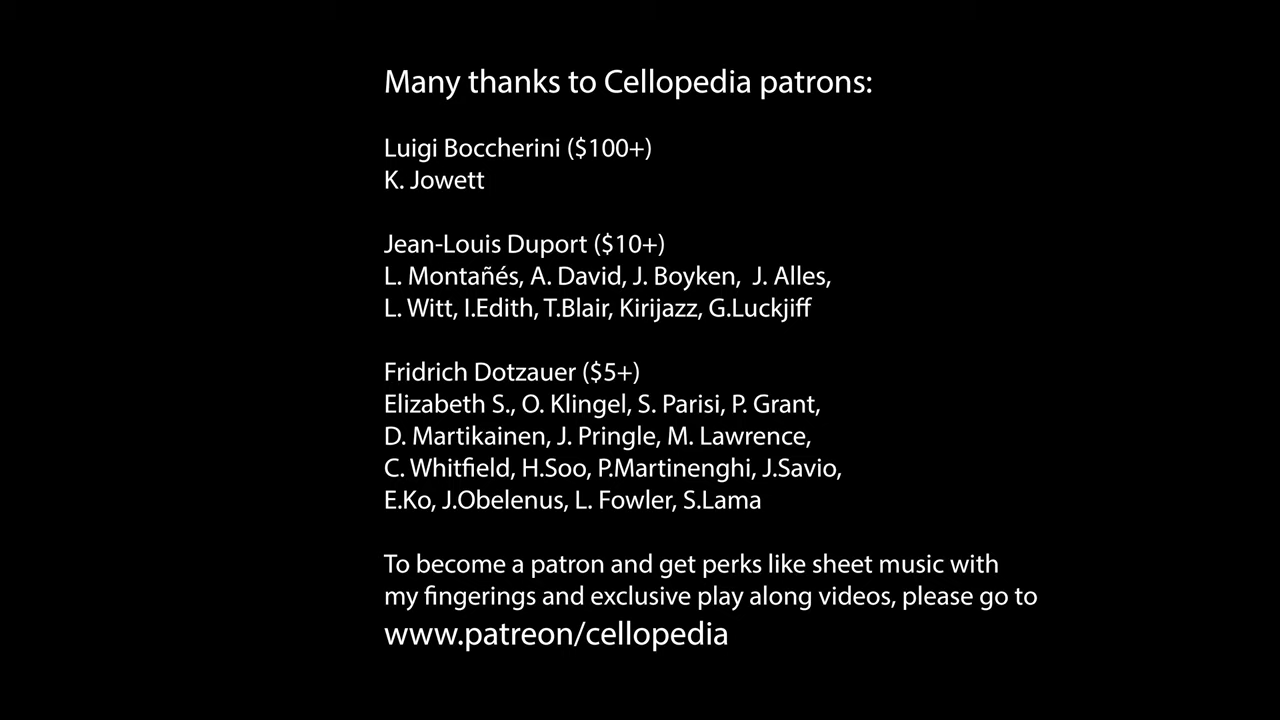 Many thanks to Cellopedia patrons:
Luigi Boccherini ($100+)
K. Jowett
Jean-Louis Duport ($10+)
L. Montañés, A. David, J. Boyken,  J. Alles,
L. Witt, I.Edith, T.Blair, Kirijazz, G.Luckjiff
Fridrich Dotzauer ($5+)
Elizabeth S., O. Klingel, S. Parisi, P. Grant,
D. Martikainen, J. Pringle, M. Lawrence,
C. Whitfield, H.Soo, P.Martinenghi, J.Savio,
E.Ko, J.Obelenus, L. Fowler, S.Lama
To become a patron and get perks like sheet music with
my fingerings and exclusive play along videos, please go to
www.patreon/cellopedia